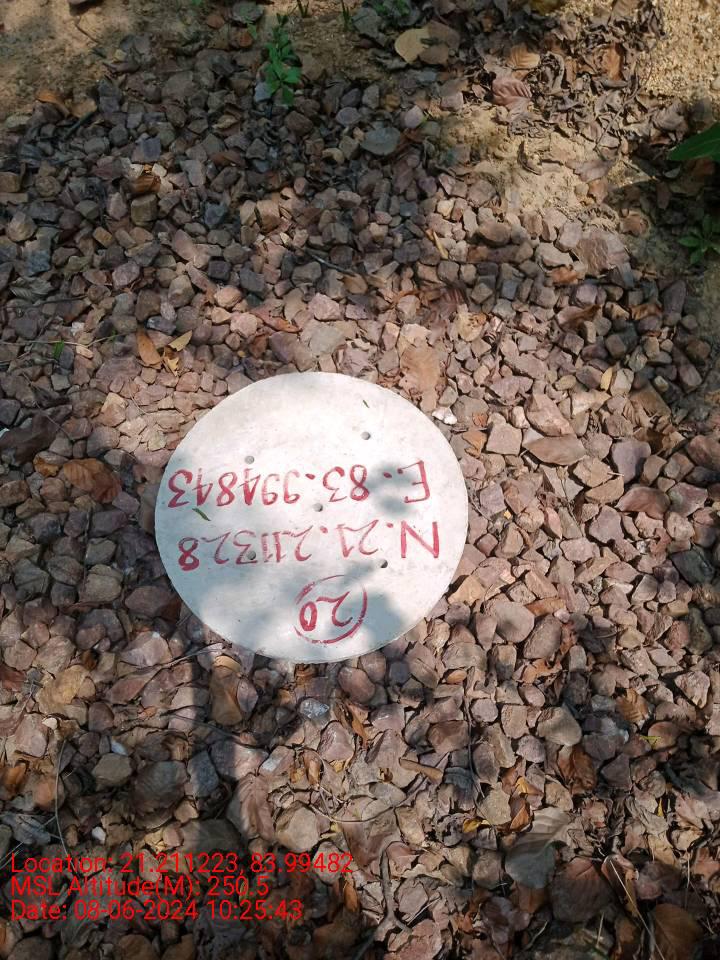 20
N.21.211328
E.83.994843
Location: 21.211223, 83.99482
MSL Altitude(M): 250.5
Date: 08-06-2024 10:25:43